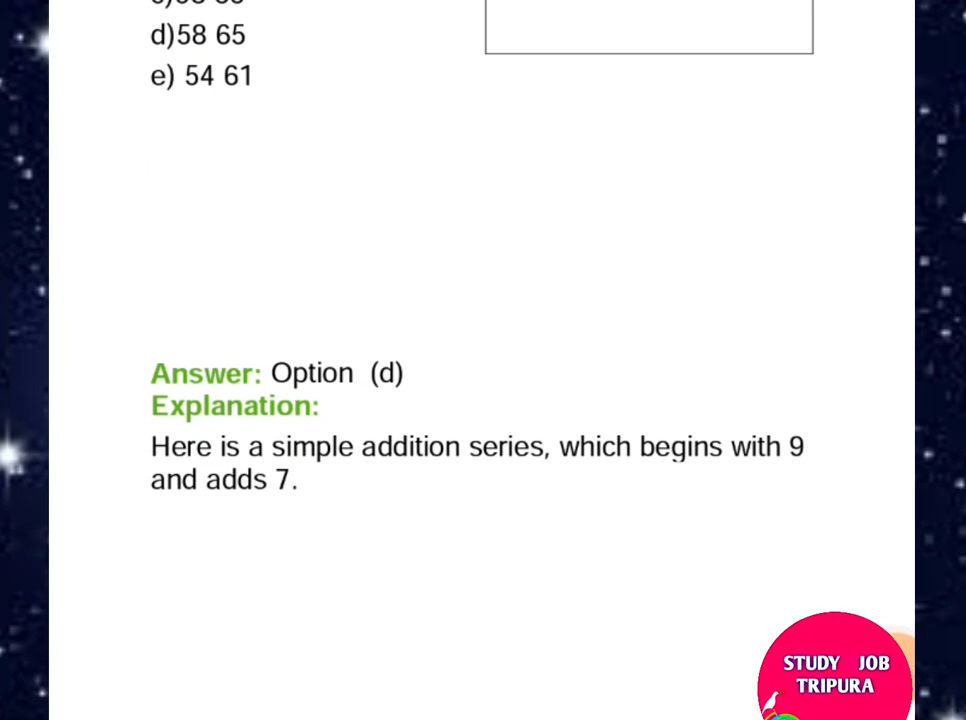 d)58 65
e) 54 61
Answer: Option (d)
Explanation:
Here is a simple addition series, which begins with 9
and adds 7.
STUDY JOB
TRIPURA